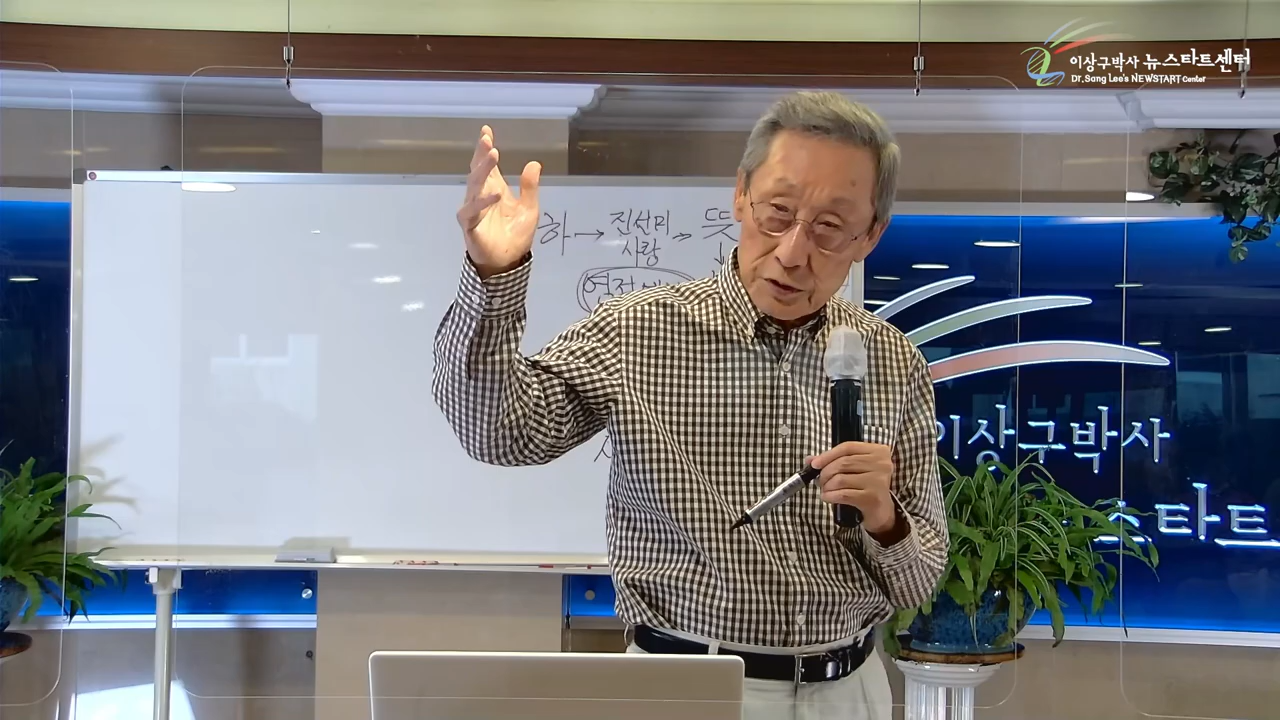 이상구박사 뉴스타트센터
Dr. Sang Lee's NEWSTART Center
하→ 진선미 → 뜻
사랑
↓
이상구박사
스타트